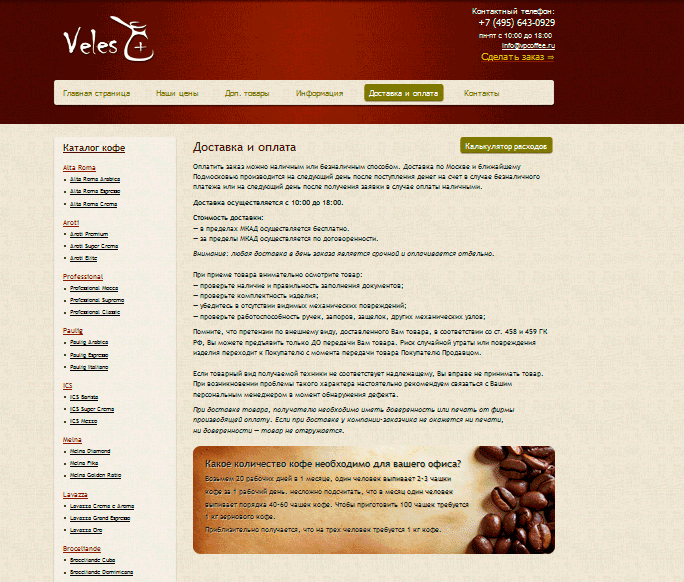 Veles
Контактный телефон:
+7 (495) 643-0929
пн-пт с 10:00 до 18:00
info@vpcoffee.ru
Сделать заказ ⇒
Главная страница
Наши цены
Доп. товары
Информация
Доставка и оплата
Контакты
Каталог кофе
Alta Roma
Alta Roma Arabica
Alta Roma Espresso
Alta Roma Crema
Aroti
Aroti Premium
Aroti Super Crema
Aroti Elite
Professional
Professional Mocca
Professional Supreme
Professional Classic
Paulig
Paulig Arabica
Paulig Espresso
Paulig Italiano
ICS
ICS Barista
ICS Super Crema
ICS Mezzo
Meina
Meina Diamond
Meina Fika
Meina Golden Ratio
Lavazza
Lavazza Crema e Aroma
Lavazza Grand Espresso
Lavazza Oro
Broceliande
Broceliande Cuba
Broceliande Dominicana
Доставка и оплата
Калькулятор расходов
Оплатить заказ можно наличным или безналичным способом. Доставка по Москве и ближайшему
Подмосковью производится на следующий день после поступления денег на счет в случае безналичного
платежа или на следующий день после получения заявки в случае оплаты наличными.
Доставка осуществляется с 10:00 до 18:00.
Стоимость доставки:
— в пределах МКАД осуществляется бесплатно.
— за пределы МКАД осуществляется по договоренности.
Внимание: любая доставка в день заказа является срочной и оплачивается отдельно.
При приеме товара внимательно осмотрите товар:
— проверьте наличие и правильность заполнения документов;
— проверьте комплектность изделия;
— убедитесь в отсутствии видимых механических повреждений;
— проверьте работоспособность ручек, запоров, защелок, других механических узлов;
Помните, что претензии по внешнему виду, доставленного Вам товара, в соответствии со ст. 458 и 459 ГК
РФ, Вы можете предъявить только ДО передачи Вам товара. Риск случайной утраты или повреждения
изделия переходит к Покупателю с момента передачи товара Покупателю Продавцом.
Если товарный вид получаемой техники не соответствует надлежащему, Вы вправе не принимать товар.
При возникновении проблемы такого характера настоятельно рекомендуем связаться с Вашим
персональным менеджером в момент обнаружения дефекта.
При доставке товара, получателю необходимо иметь доверенность или печать от фирмы
производящей оплату. Если при доставке у компании-заказчика не окажется ни печати,
ни доверенности — товар не отгружается.
Какое количество кофе необходимо для вашего офиса?
Возьмем 20 рабочих дней в 1 месяце, один человек выпивает 2-3 чашки
кофе за 1 рабочий день. несложно подсчитать, что в месяц один человек
выпивает порядка 40-60 чашек кофе. Чтобы приготовить 100 чашек требуется
1 кг зернового кофе.
Приблизительно получается, что на трех человек требуется 1 кг кофе.